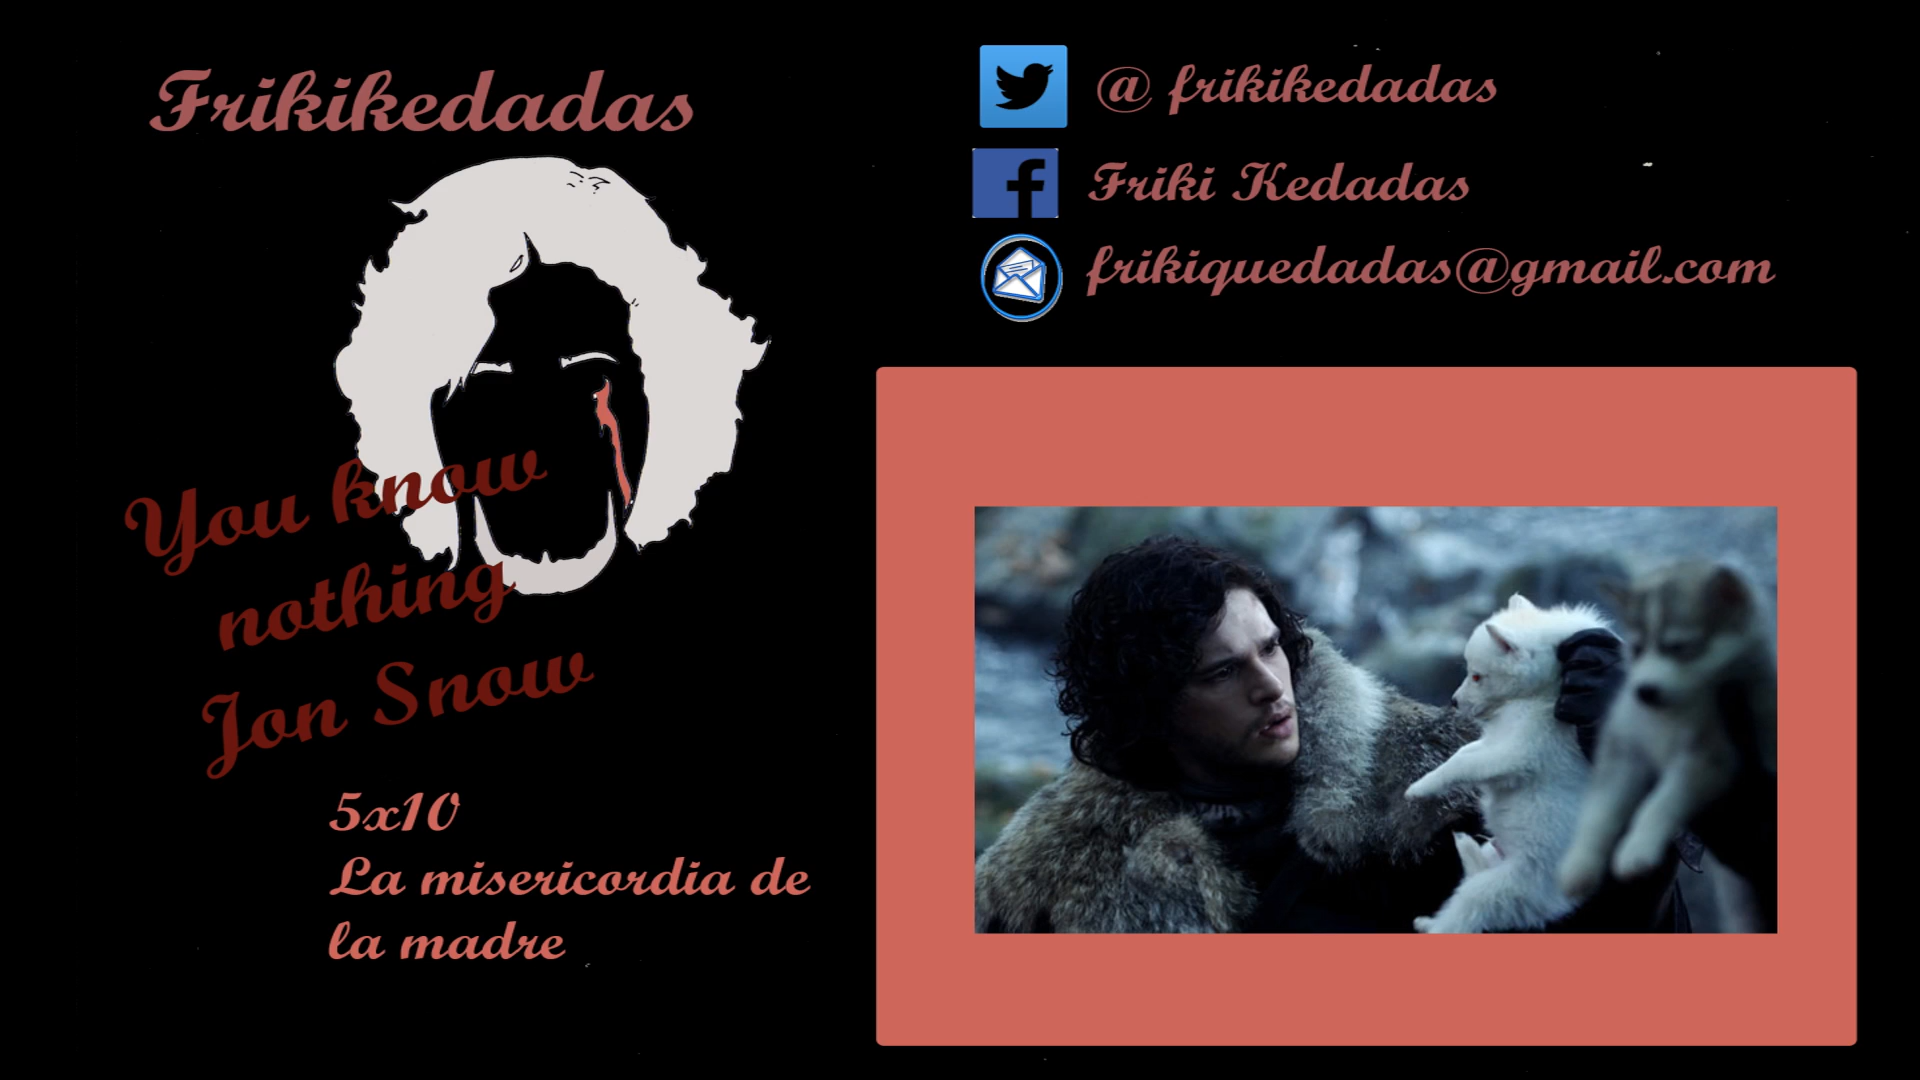 Frikikedadas
You know
nothing
Jon Snow
5x10
La misericordia de
la madre
@ frikikedadas
Friki Kedadas
frikiquedadas@gmail.com